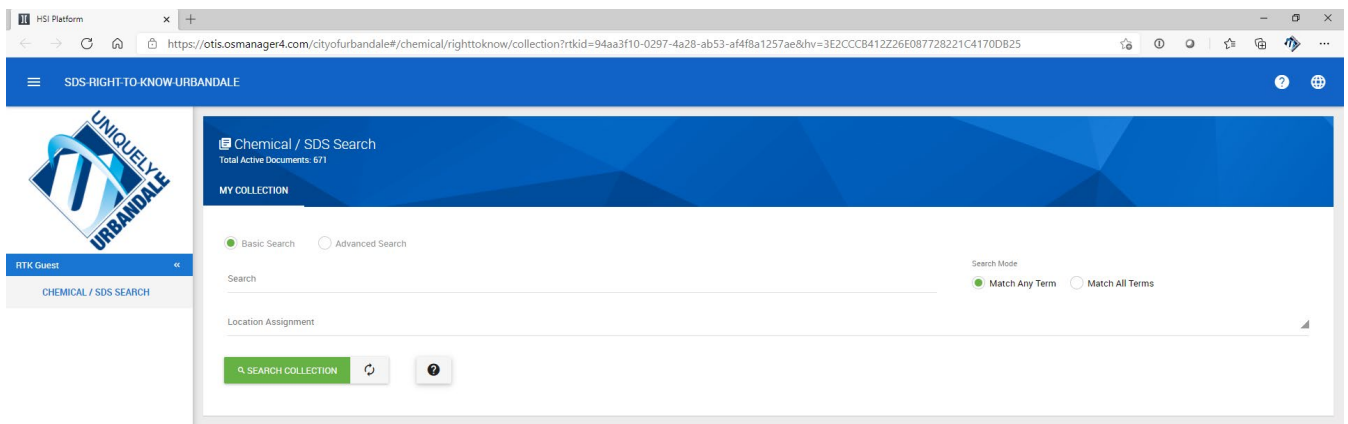 HSI Platform
https://otis.osmanager4.com/cityofurbandale#/chemical/righttoknow/collection?rtkid=94aa3f10-0297-4a28-ab53-af4f8a1257ae&hv=3E2CCCB412Z26E087728221C4170DB25
SDS-RIGHT-TO-KNOW-URBANDALE
UNIQUELY
URBANDALE
Chemical / SDS Search
Total Active Documents: 671
MY COLLECTION
Basic Search
Advanced Search
RTK Guest
CHEMICAL / SDS SEARCH
Search
Search Mode
Match Any Term
Match All Terms
Location Assignment
SEARCH COLLECTION